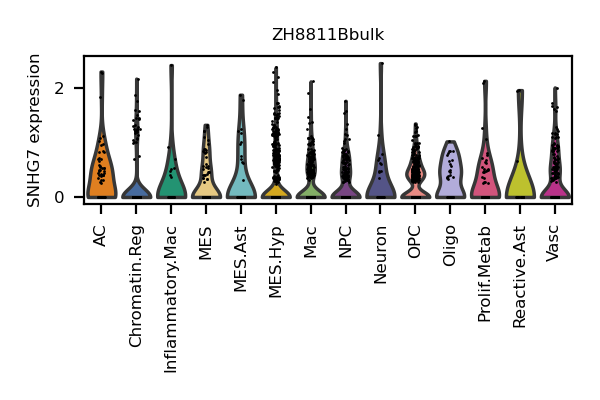 ZH8811Bbulk
SNHG7 expression
2
0
AC
Chromatin.Reg
Inflammatory.Mac
MES
MES.Ast
MES.Hyp
Mac
NPC
Neuron
OPC
Oligo
Prolif.Metab
Reactive.Ast
Vasc